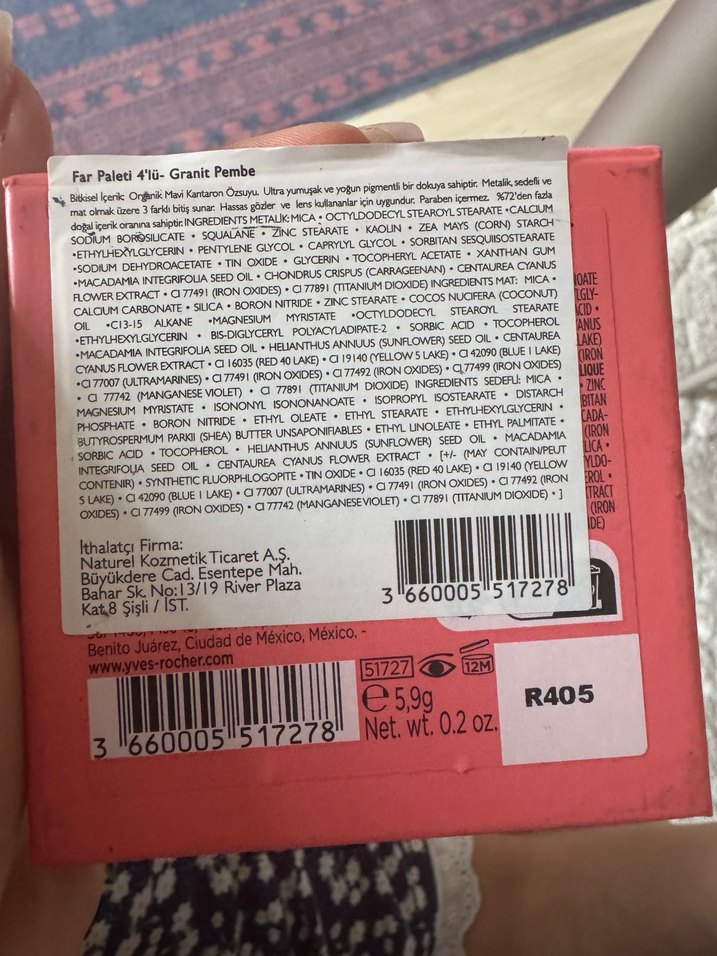 Far Paleti 4'lü- Granit Pembe
Bitkisel İçerik: Organik Mavi Kantaron Özsuyu. Ultra yumuşak ve yoğun pigmentli bir dokuya sahiptir. Metalik, sedefli ve
mat olmak üzere 3 farklı bitiş sunar. Hassas gözler ve lens kullananlar için uygundur. Paraben içermez. %72'den fazla
doğal içerik oranına sahiptir. INGREDIENTS METALİK: MICA • OCTYLDODECYL STEAROYL STEARATE •CALCIUM
SODIUM BOROSILICATE • SQUALANE • ZINC STEARATE • KAOLIN • ZEA MAYS (CORN) STARCH
•ETHYLHEXYLGLYCERIN • PENTYLENE GLYCOL • CAPRYLYL GLYCOL • SORBITAN SESQUIISOSTEARATE
•SODIUM DEHYDROACETATE • TIN OXIDE • GLYCERIN • TOCOPHERYL ACETATE • XANTHAN GUM
•MACADAMIA INTEGRIFOLIA SEED OIL • CHONDRUS CRISPUS (CARRAGEENAN) • CENTAUREA CYANUS
FLOWER EXTRACT • CI 77491 (IRON OXIDES) • CI 77891 (TITANIUM DIOXIDE) INGREDIENTS MAT: MICA •
CALCIUM CARBONATE • SILICA • BORON NITRIDE • ZINC STEARATE • COCOS NUCIFERA (COCONUT)
OIL •C13-15 ALKANE •MAGNESIUM MYRISTATE •OCTYLDODECYL STEAROYL STEARATE
•ETHYLHEXYLGLYCERIN • BIS-DIGLYCERYL POLYACYLADIPATE-2 • SORBIC ACID • TOCOPHEROL
•MACADAMIA INTEGRIFOLIA SEED OIL • HELIANTHUS ANNUUS (SUNFLOWER) SEED OIL • CENTAUREA
CYANUS FLOWER EXTRACT • CI 16035 (RED 40 LAKE) • CI 19140 (YELLOW 5 LAKE) • CI 42090 (BLUE 1 LAKE)
•CI 77007 (ULTRAMARINES) • CI 77491 (IRON OXIDES) • CI 77492 (IRON OXIDES) CI 77499 (IRON OXIDES)
• CI 77742 (MANGANESE VIOLET) • CI 77891 (TITANIUM DIOXIDE) INGREDIENTS SEDEFLİ: MICA •
MAGNESIUM MYRISTATE • ISONONYL ISONONANOATE • ISOPROPYL ISOSTEARATE • DISTARCH
PHOSPHATE • BORON NITRIDE • ETHYL OLEATE • ETHYL STEARATE • ETHYLHEXYLGLYCERIN •
BUTYROSPERMUM PARKII (SHEA) BUTTER UNSAPONIFIABLES • ETHYL LINOLEATE • ETHYL PALMITATE •
SORBIC ACID • TOCOPHEROL • HELIANTHUS ANNUUS (SUNFLOWER) SEED OIL • MACADAMIA
INTEGRIFOLIA SEED OIL • CENTAUREA CYANUS FLOWER EXTRACT • [+/- (MAY CONTAIN/PEUT
CONTENIR) • SYNTHETIC FLUORPHLOGOPITE • TIN OXIDE • CI 16035 (RED 40 LAKE) • CI 19140 (YELLOW
5 LAKE) • CI 42090 (BLUE 1 LAKE) • CI 77007 (ULTRAMARINES) • CI 77491 (IRON OXIDES) • CI 77492 (IRON
OXIDES) • CI 77499 (IRON OXIDES) • CI 77742 (MANGANESE VIOLET) • CI 77891 (TITANIUM DIOXIDE) • ]
İthalatçı Firma:
Naturel Kozmetik Ticaret A.Ş.
Büyükdere Cad. Esentepe Mah.
Bahar Sk. No:13/19 River Plaza
Kat.8 Şişli / İST.
3 660005 517278
Benito Juárez, Ciudad de México, México. -
www.yves-rocher.com
3 660005 517278
51727 12M
e 5,9g
Net. wt. 0.2 oz.
R405